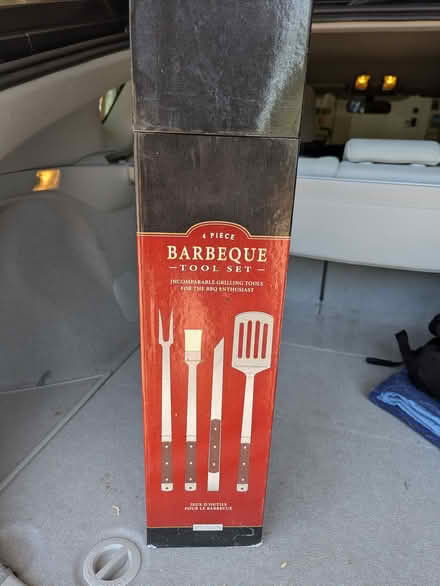 4 PIECE
BARBEQUE
TOOL SET
INCOMPARABLE GRILLING TOOLS
FOR THE BBQ ENTHUSIAST
JEUX D'OUTILS
POUR LE BARBECUE